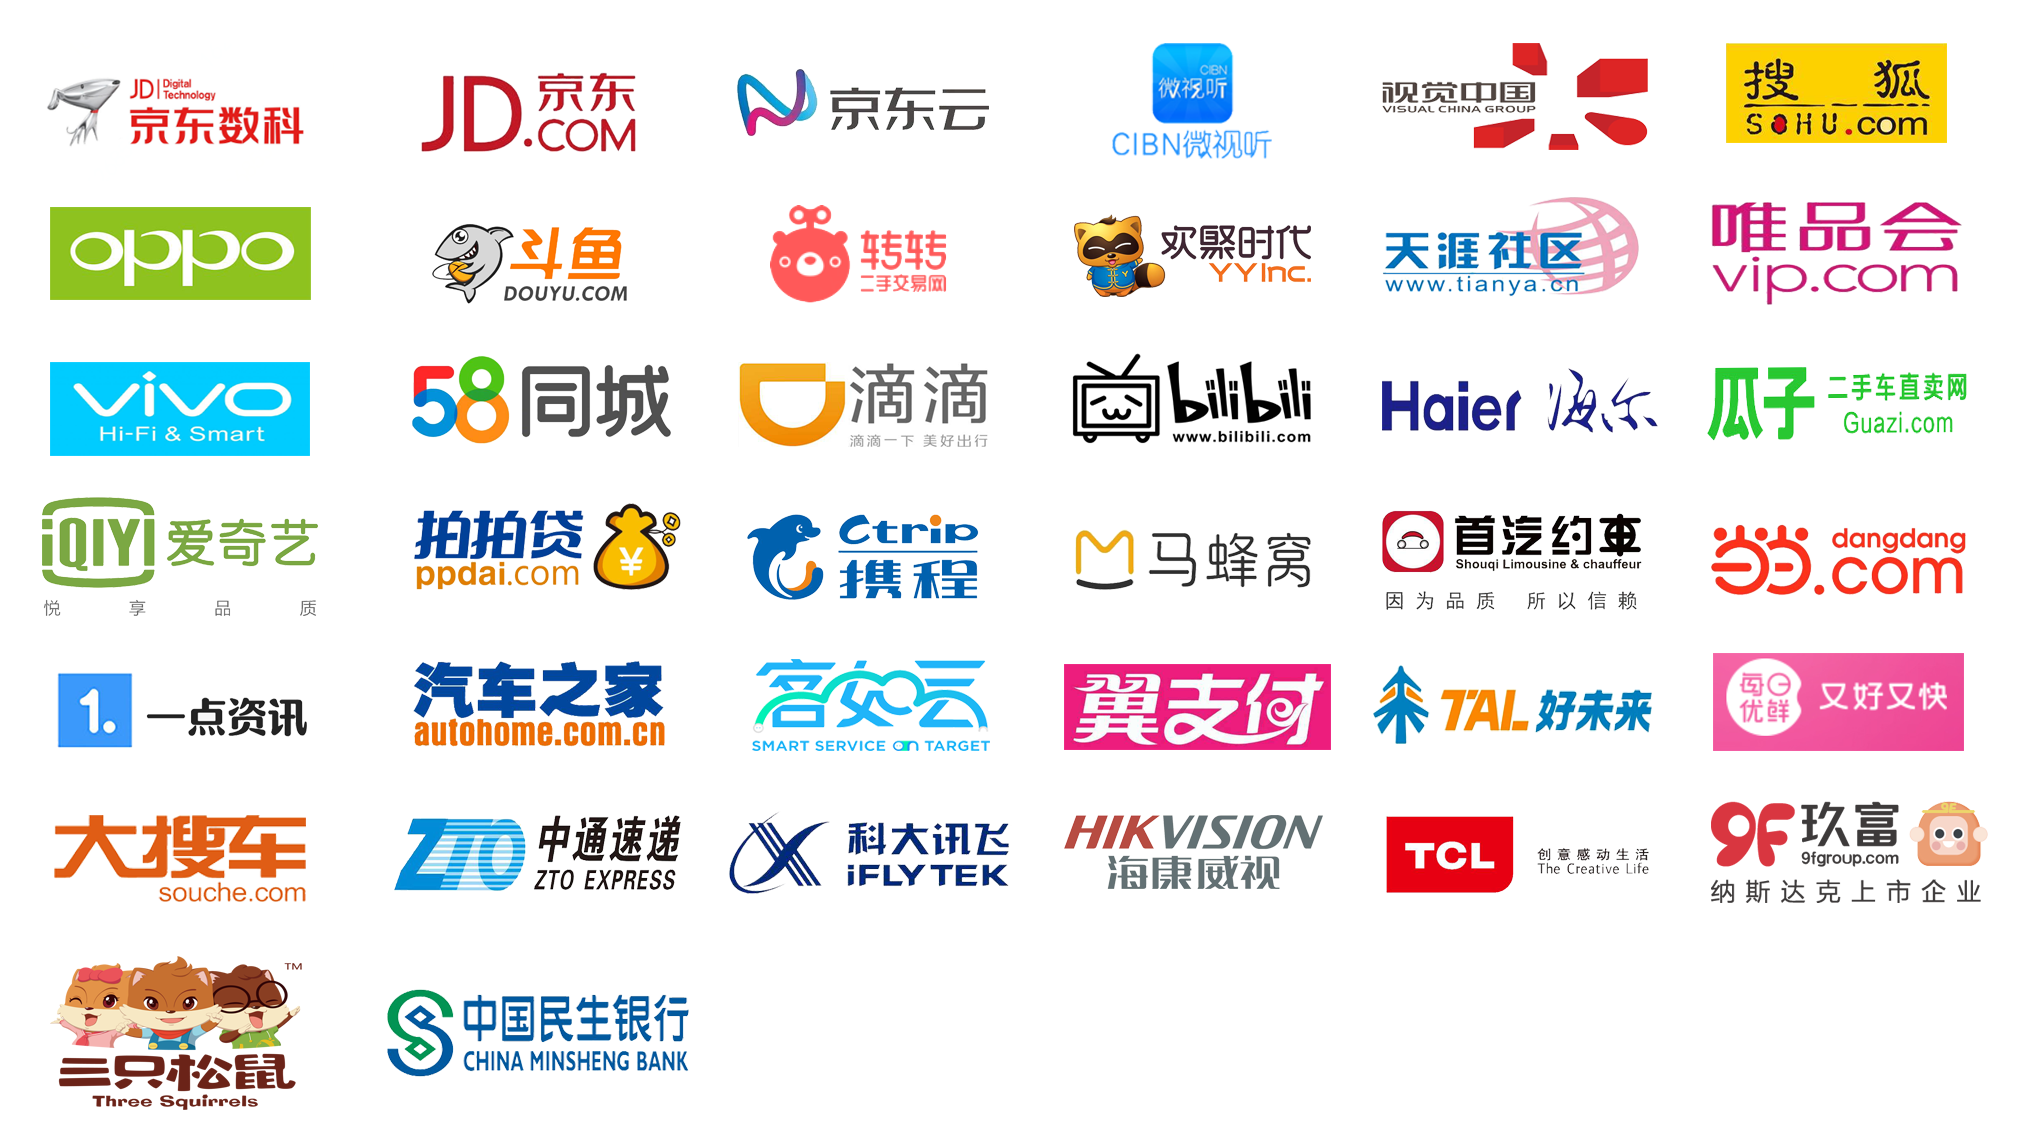 JD Digital
Technology
京东数科
JD.京东
.COM
京东云
CIBN
微视听
CIBN微视听
视觉中国
VISUAL CHINA GROUP
搜 狐
SOHU.com
oppo
斗鱼
DOUYU.COM
转转
二手交易网
欢聚时代
YY Inc.
天涯社区
www.tianya.cn
唯品会
vip.com
vivo
Hi-Fi & Smart
58同城
滴滴
滴滴一下 美好出行
bilibili
www.bilibili.com
Haier 海尔
瓜子 二手车直卖网
Guazi.com
iQIYI 爱奇艺
悦 享 品 质
拍拍贷
ppdai.com
¥
Ctrip
携程
马蜂窝
首汽约車
Shouqi Limousine & chauffeur
因为品质 所以信赖
当当 dangdang
.com
1. 一点资讯
汽车之家
autohome.com.cn
客如云
SMART SERVICE on TARGET
翼支付
TAL 好未来
每日
优鲜
又好又快
大搜车
souche.com
ZTO 中通速递
ZTO EXPRESS
科大讯飞
iFLYTEK
HIKVISION
海康威视
TCL
创意感动生活
The Creative Life
9F 玖富
9fgroup.com
9F
纳斯达克上市企业
TM
三只松鼠
Three Squirrels
中国民生银行
CHINA MINSHENG BANK